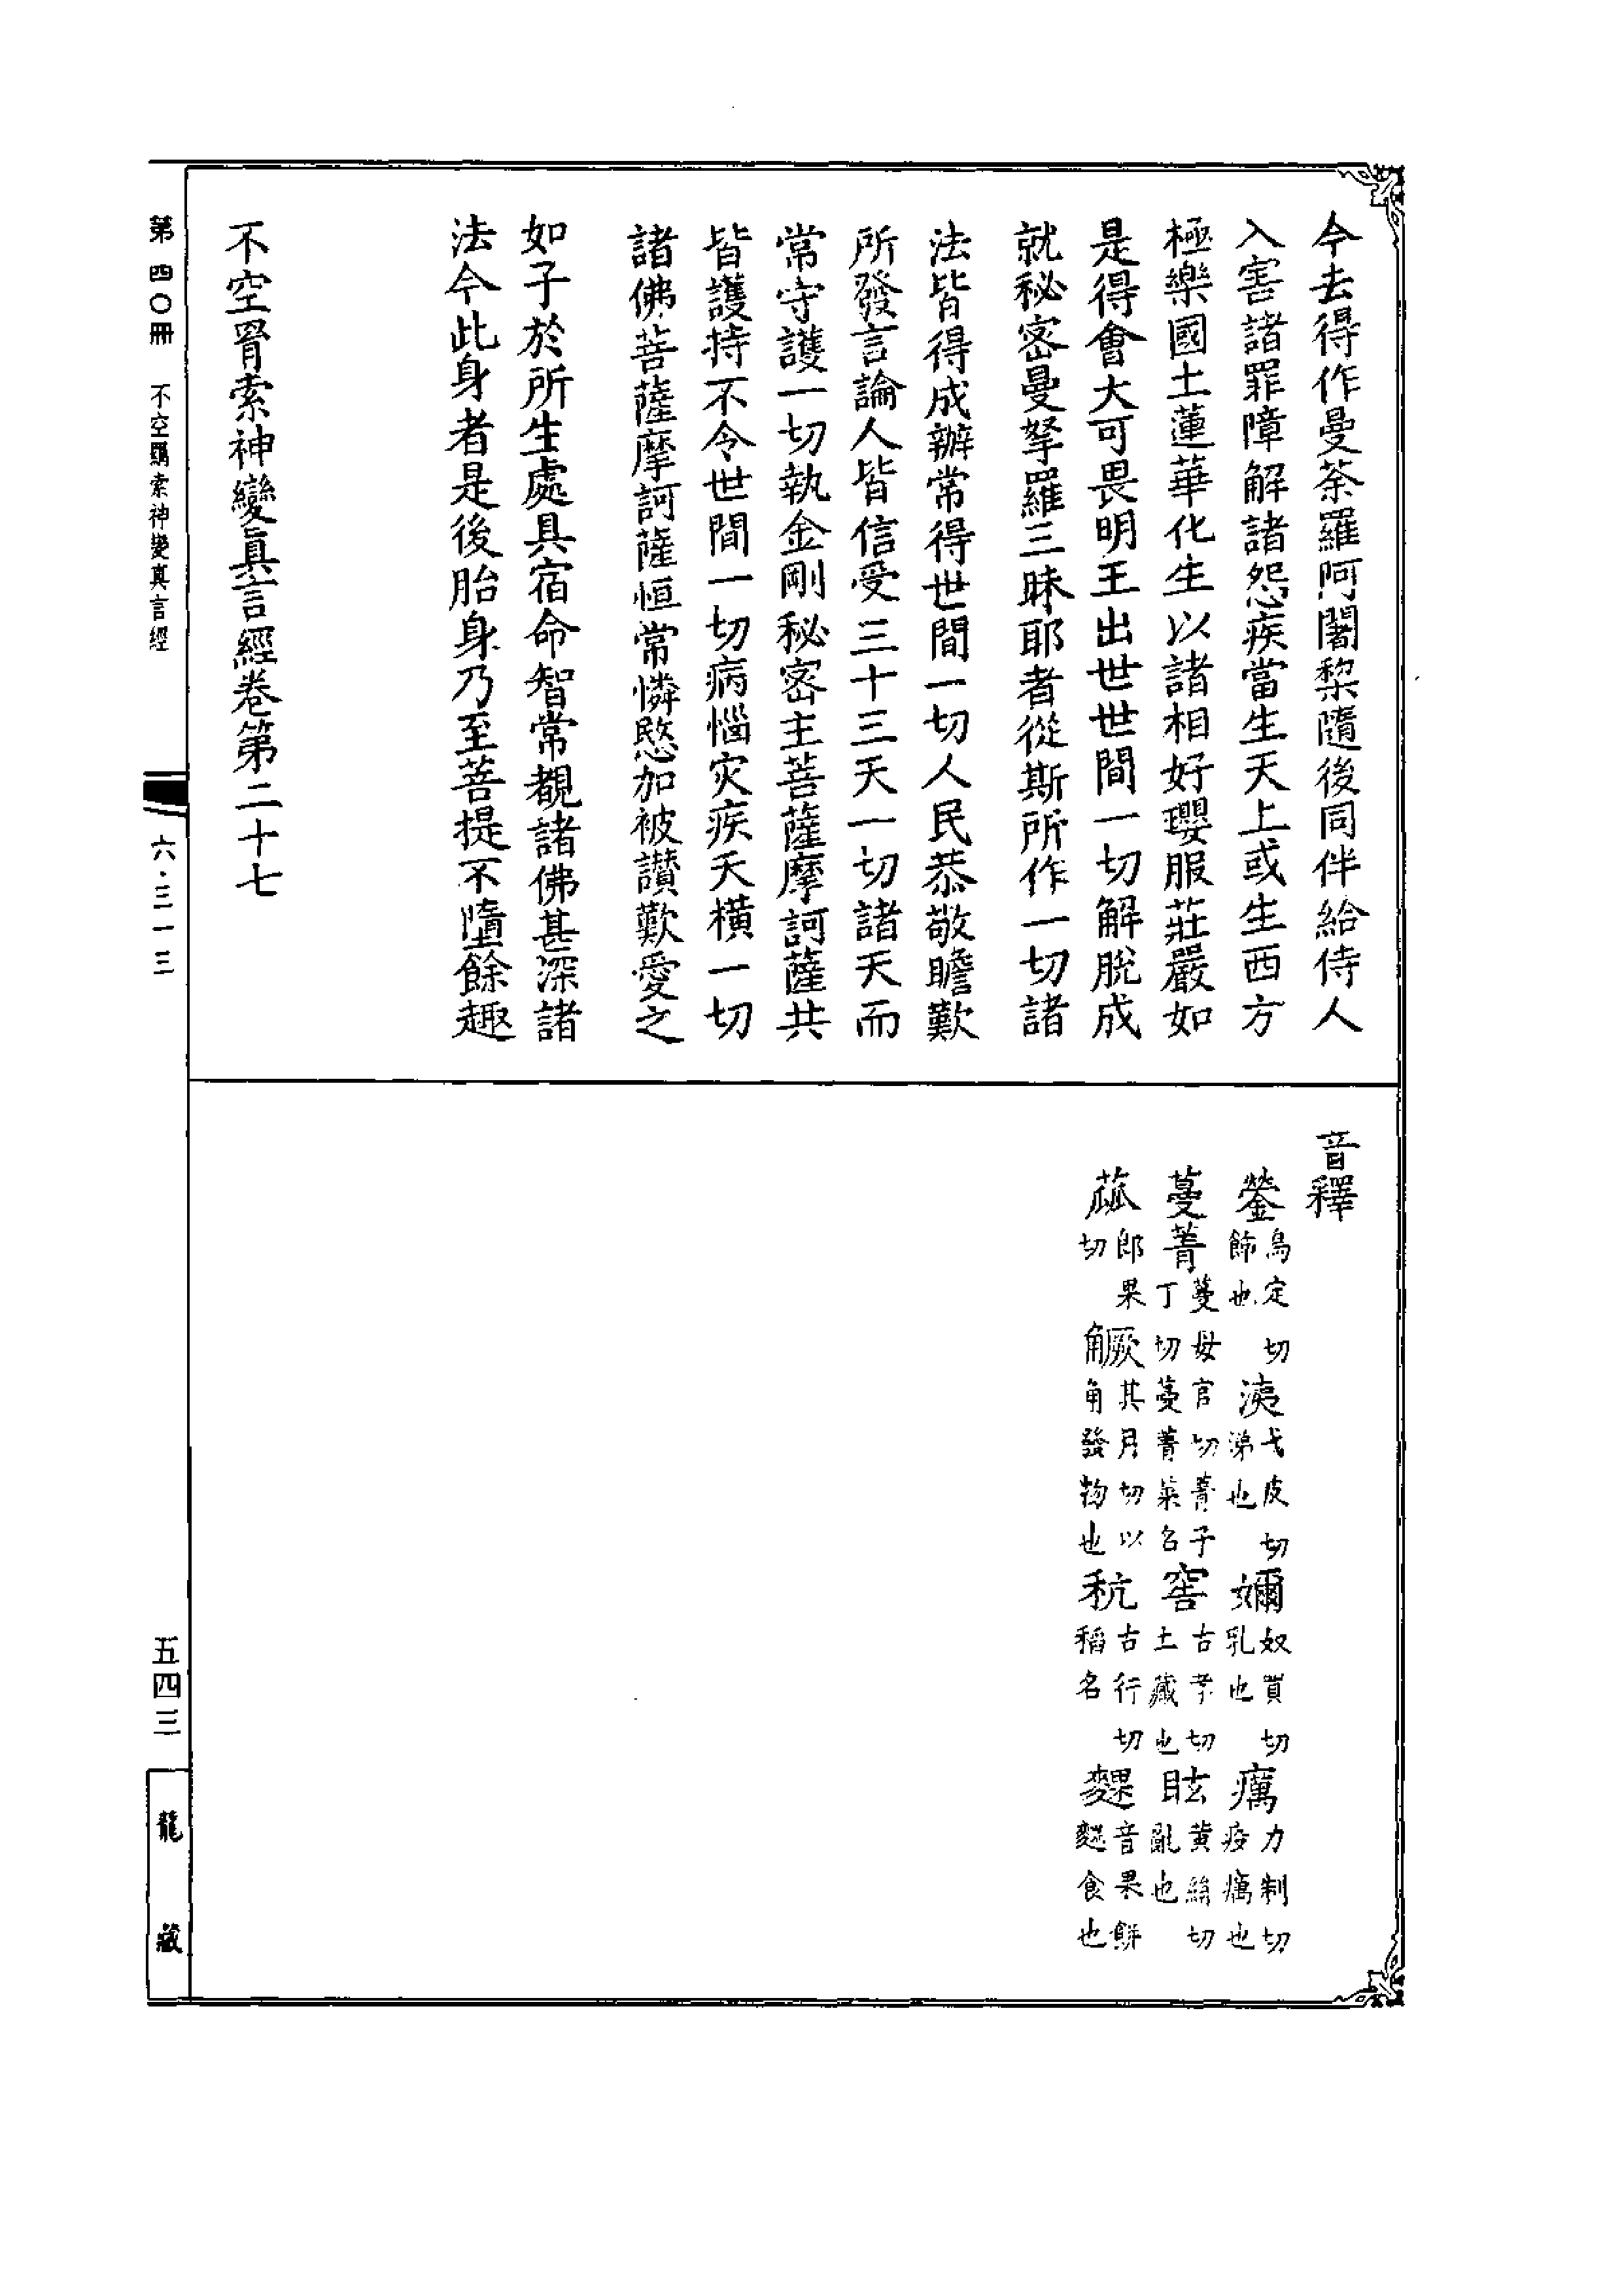 今去得作曼荼羅阿闍棃隨後同伴給侍人
入害諸罪障解諸怨疾當生天上或生西方
極樂國土蓮華化生以諸相好瓔服莊嚴如
是得會大可畏明王出世世間一切解脫成
就秘密曼拏羅三昧耶者從斯所作一切諸
法皆得成辦常得世間一切人民恭敬瞻歎
所發言論人皆信受三十三天一切諸天而
常守護一切執金剛秘密主菩薩摩訶薩共
皆護持不令世間一切病惱灾疾夭橫一切
諸佛菩薩摩訶薩恒常憐愍加被讃歎愛之
如子於所生處具宿命智常覩諸佛甚深諸
法今此身者是後胎身乃至菩提不墮餘趣
不空罥索神變眞言經卷第二十七
音釋
鎣烏定切飾也 洟弋皮切涕也 嬭奴買切乳也 癘力制切疫癘也
蔓菁蔓母官切菁子丁切蔓菁菜名 窖古孝切土藏也 眩黄絹切亂也
蓏郎果切 鱖其月切以角發物也 秔古行切稻名 粿音果餅麩食也
第四〇冊 不空羂索神變真言經
六·三一三
五四三
龍藏